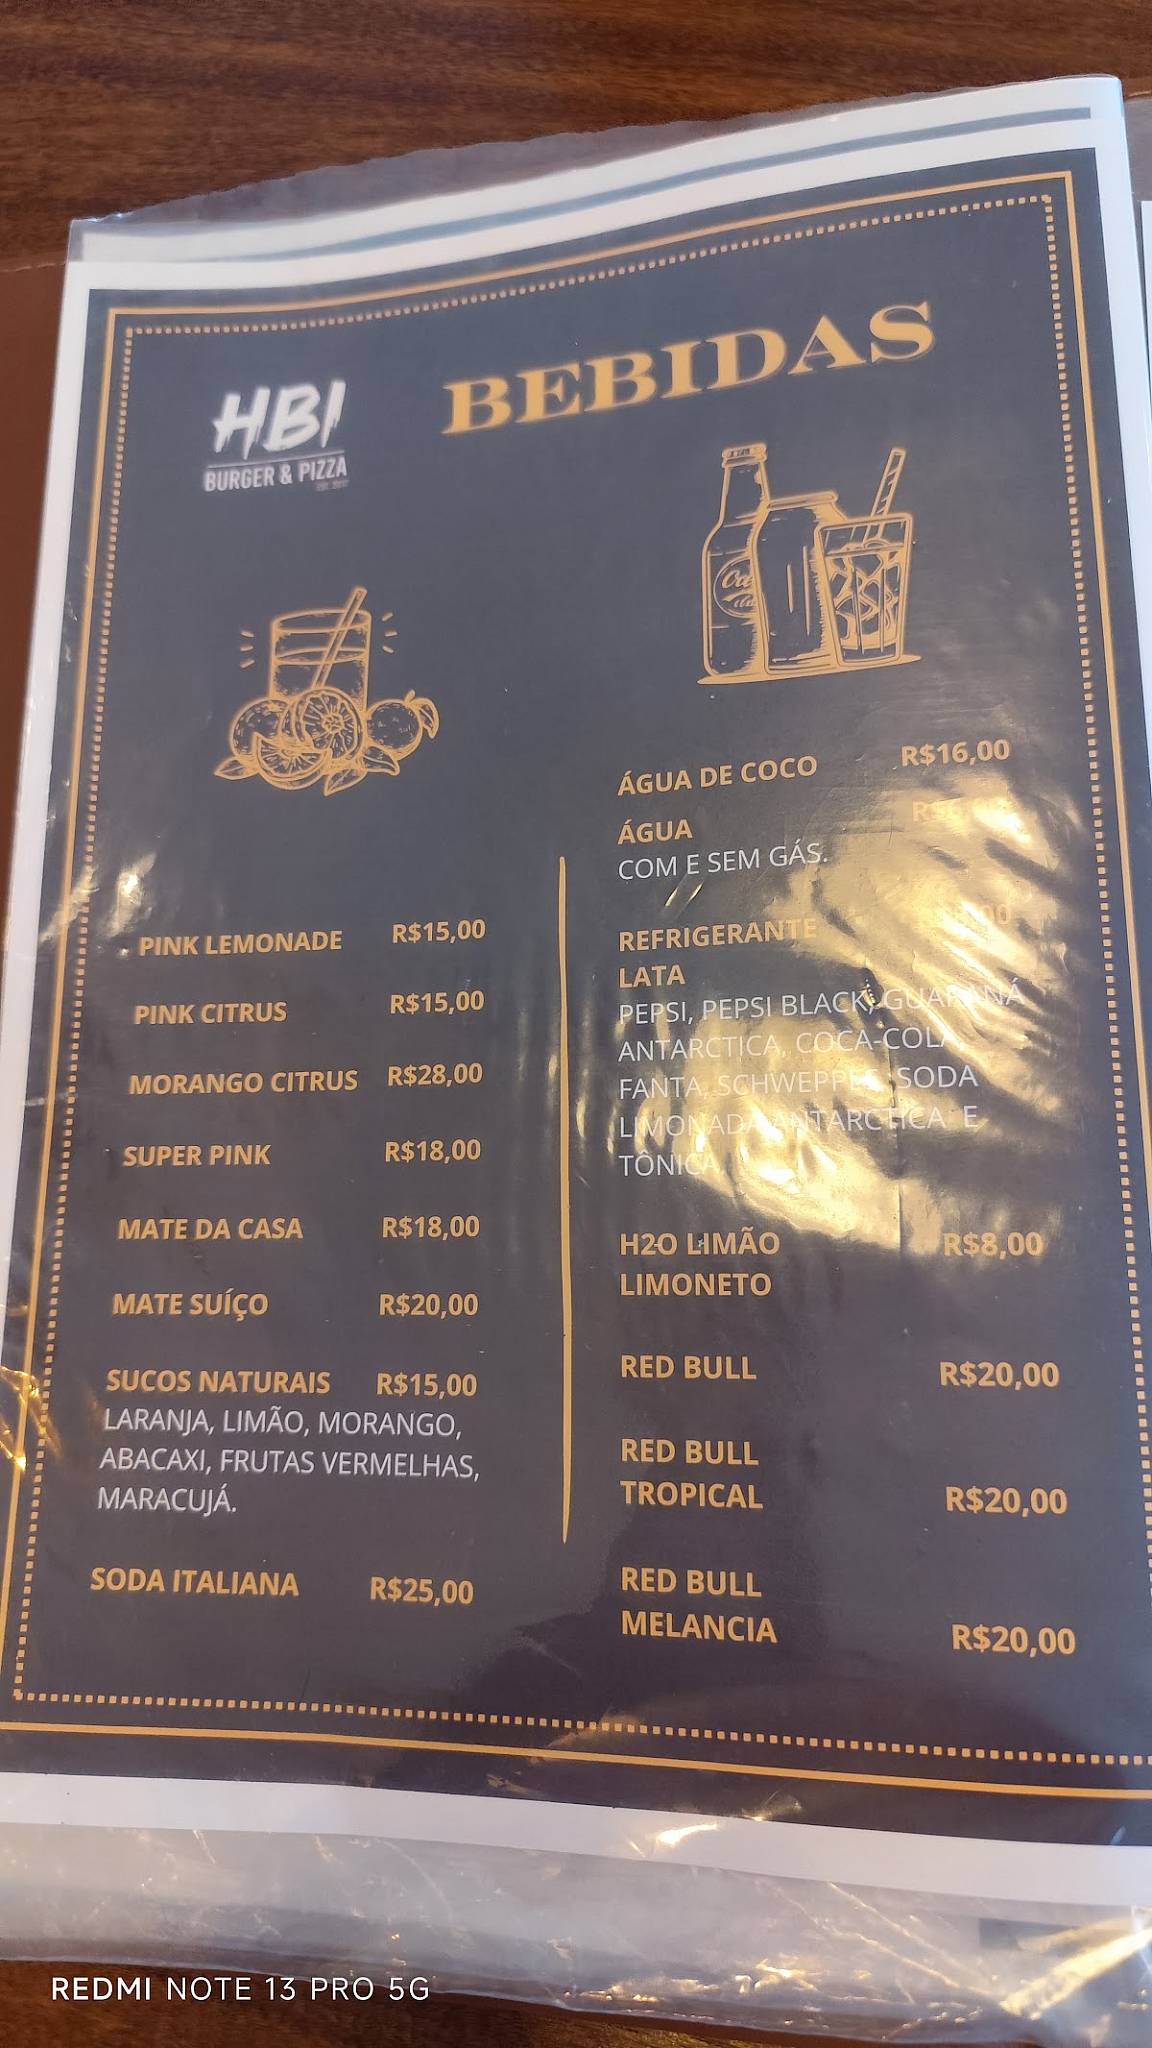 BEBIDAS
HBI
BURGER & PIZZA
PINK LEMONADE R$15,00
PINK CITRUS R$15,00
MORANGO CITRUS R$28,00
SUPER PINK R$18,00
MATE DA CASA R$18,00
MATE SUÍÇO R$20,00
SUCOS NATURAIS R$15,00
LARANJA, LIMÃO, MORANGO,
ABACAXI, FRUTAS VERMELHAS,
MARACUJÁ.
SODA ITALIANA R$25,00
ÁGUA DE COCO R$16,00
ÁGUA
COM E SEM GÁS.
REFRIGERANTE
LATA
PEPSI, PEPSI BLACK, GUARANÁ
ANTARCTICA, COCA-COLA,
FANTA, SCHWEPPES, SODA
LIMONADA ANTARCTICA E
TÔNICA.
H2O LIMÃO R$8,00
LIMONETO
RED BULL R$20,00
RED BULL
TROPICAL R$20,00
RED BULL
MELANCIA R$20,00
REDMI NOTE 13 PRO 5G